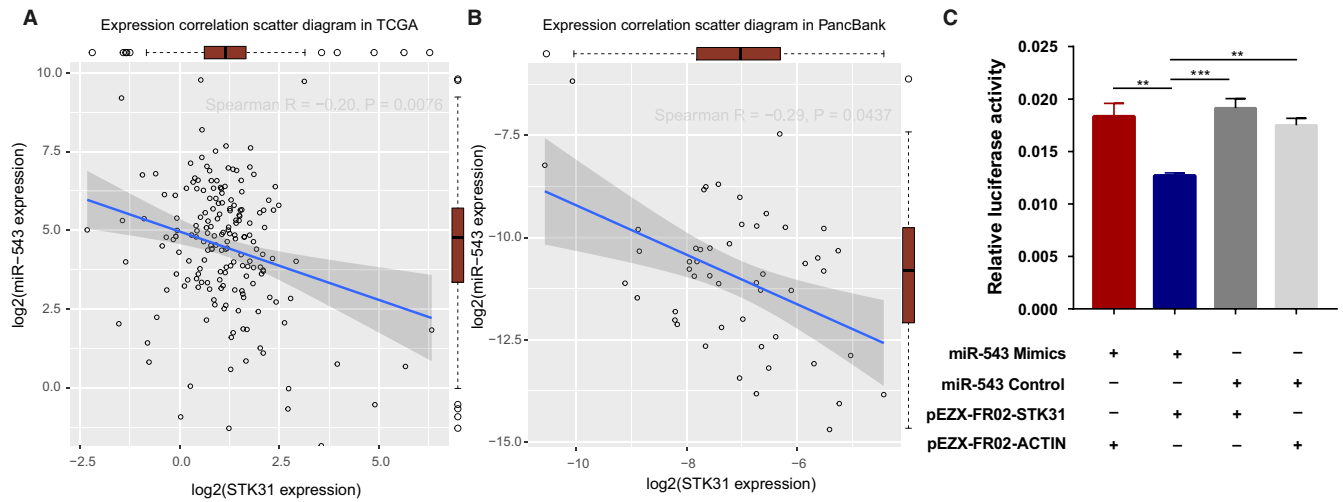 A
Expression correlation scatter diagram in TCGA
Spearman R = −0.20, P = 0.0076
10.0
7.5
5.0
2.5
0.0
log2(miR−543 expression)
−2.5
0.0
2.5
5.0
log2(STK31 expression)
B
Expression correlation scatter diagram in PancBank
Spearman R = −0.29, P = 0.0437
−7.5
−10.0
−12.5
−15.0
log2(miR−543 expression)
−10
−8
−6
log2(STK31 expression)
C
Relative luciferase activity
0.025
0.020
0.015
0.010
0.005
0.000
**
***
**
miR-543 Mimics + + − −
miR-543 Control − − + +
pEZX-FR02-STK31 − + + −
pEZX-FR02-ACTIN + − − +